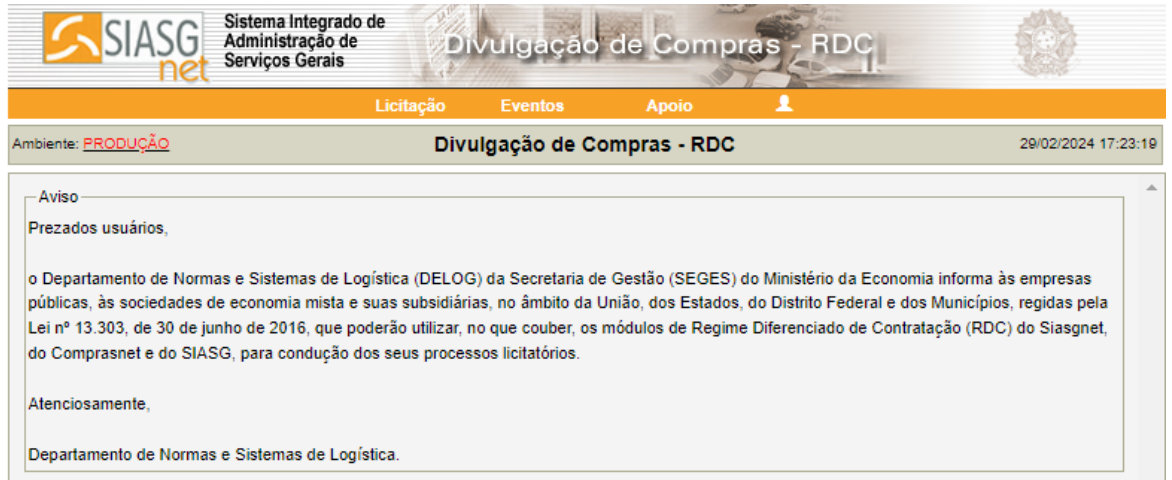 SIASG
net
Sistema Integrado de
Administração de
Serviços Gerais
Divulgação de Compras - RDC
Licitação Eventos Apoio
Ambiente: PRODUÇÃO Divulgação de Compras - RDC 29/02/2024 17:23:19
Aviso
Prezados usuários,
o Departamento de Normas e Sistemas de Logística (DELOG) da Secretaria de Gestão (SEGES) do Ministério da Economia informa às empresas
públicas, às sociedades de economia mista e suas subsidiárias, no âmbito da União, dos Estados, do Distrito Federal e dos Municípios, regidas pela
Lei nº 13.303, de 30 de junho de 2016, que poderão utilizar, no que couber, os módulos de Regime Diferenciado de Contratação (RDC) do Siasgnet,
do Comprasnet e do SIASG, para condução dos seus processos licitatórios.
Atenciosamente,
Departamento de Normas e Sistemas de Logística.